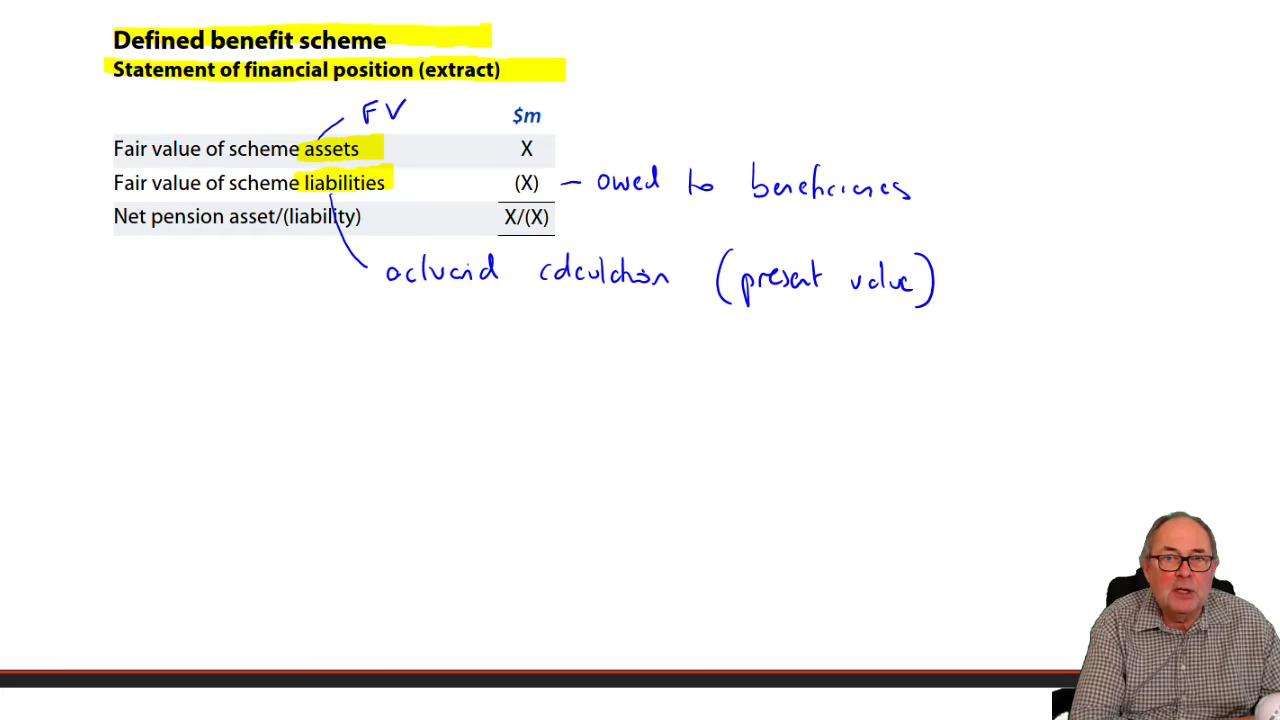 Defined benefit scheme
Statement of financial position (extract)
FV
$m
Fair value of scheme assets X
Fair value of scheme liabilities (X) – owed to beneficiaries
Net pension asset/(liability) X/(X)
actuarial calculation (present value)